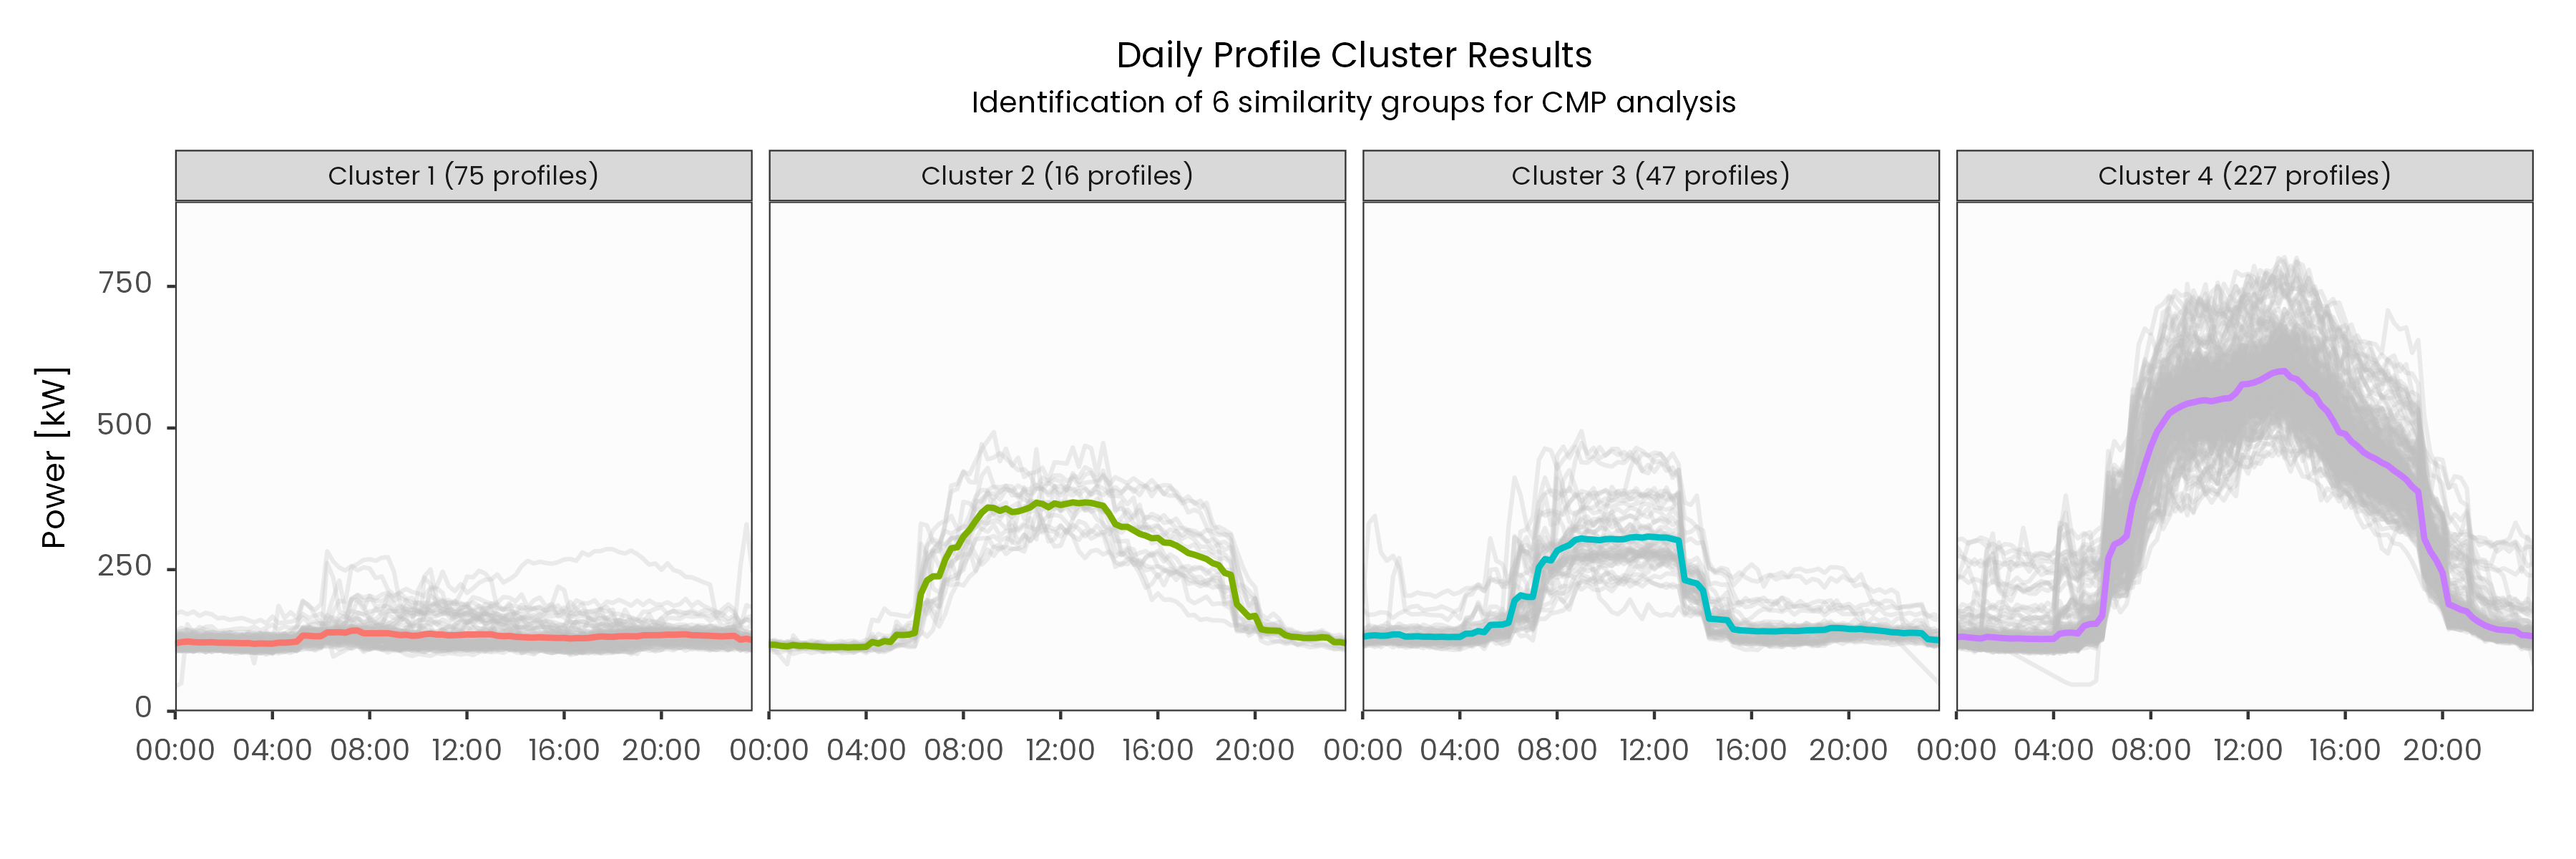 Daily Profile Cluster Results
Identification of 6 similarity groups for CMP analysis
Cluster 1 (75 profiles) Cluster 2 (16 profiles) Cluster 3 (47 profiles) Cluster 4 (227 profiles)
Power [kW]
750
500
250
0
00:00 04:00 08:00 12:00 16:00 20:00 00:00 04:00 08:00 12:00 16:00 20:00 00:00 04:00 08:00 12:00 16:00 20:00 00:00 04:00 08:00 12:00 16:00 20:00